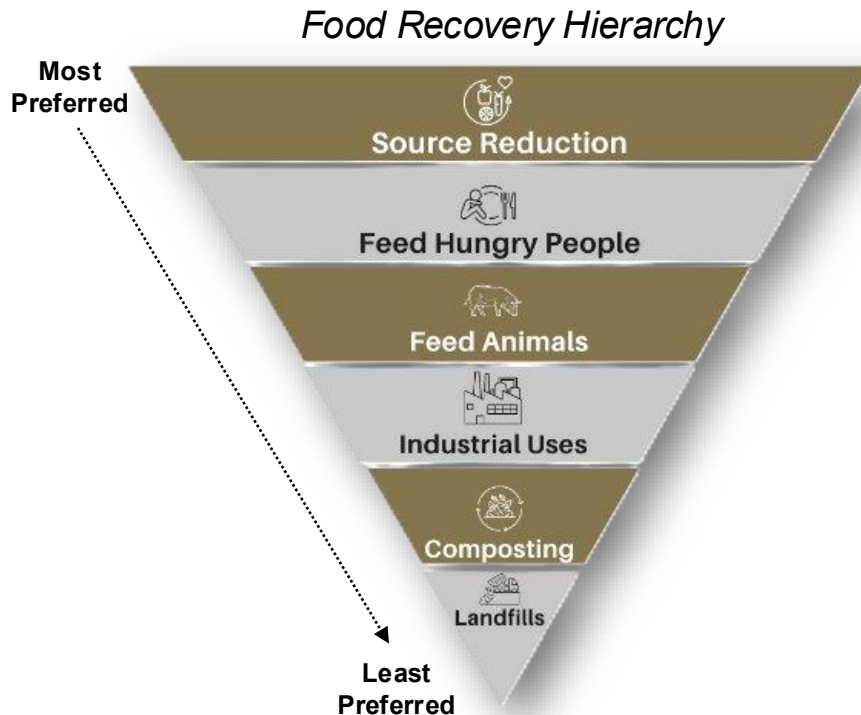 Food Recovery Hierarchy
Most
Preferred
Source Reduction
Feed Hungry People
Feed Animals
Industrial Uses
Composting
Landfills
Least
Preferred